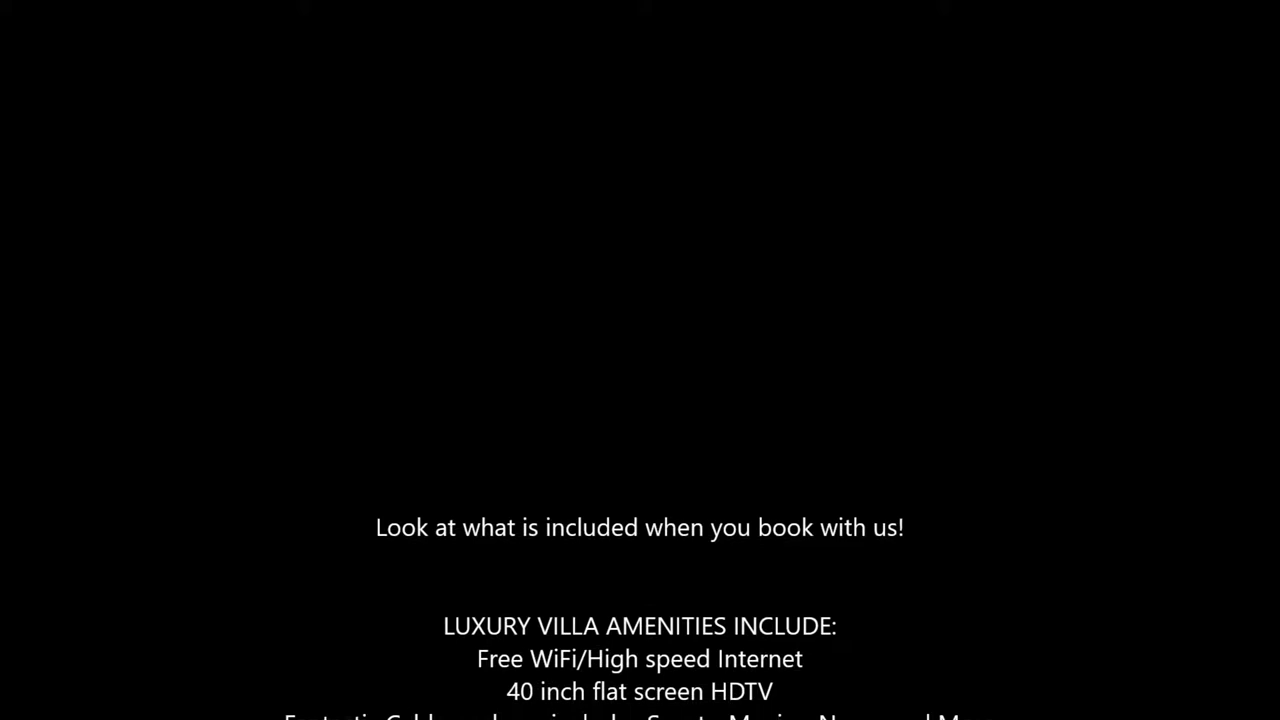 Look at what is included when you book with us!
LUXURY VILLA AMENITIES INCLUDE:
Free WiFi/High speed Internet
40 inch flat screen HDTV